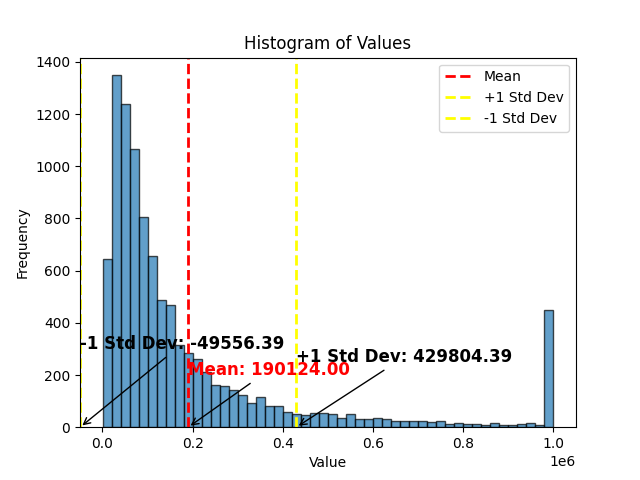 Histogram of Values
1400
1200
1000
800
600
400
200
0
Frequency
Mean
+1 Std Dev
-1 Std Dev
-1 Std Dev: -49556.39
+1 Std Dev: 429804.39
Mean: 190124.00
0.0 0.2 0.4 0.6 0.8 1.0
1e6
Value